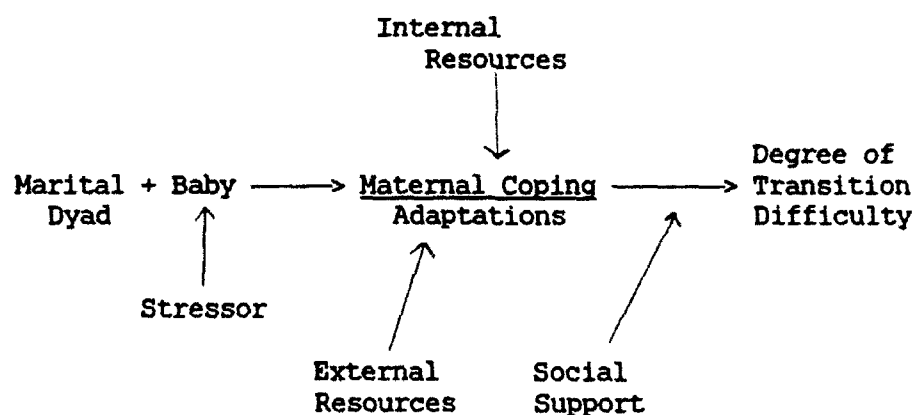 Internal
Resources
Degree of
Marital + Baby
Maternal Coping
Transition
Dyad
Adaptations
Difficulty
Stressor
External
Social
Resources
Support